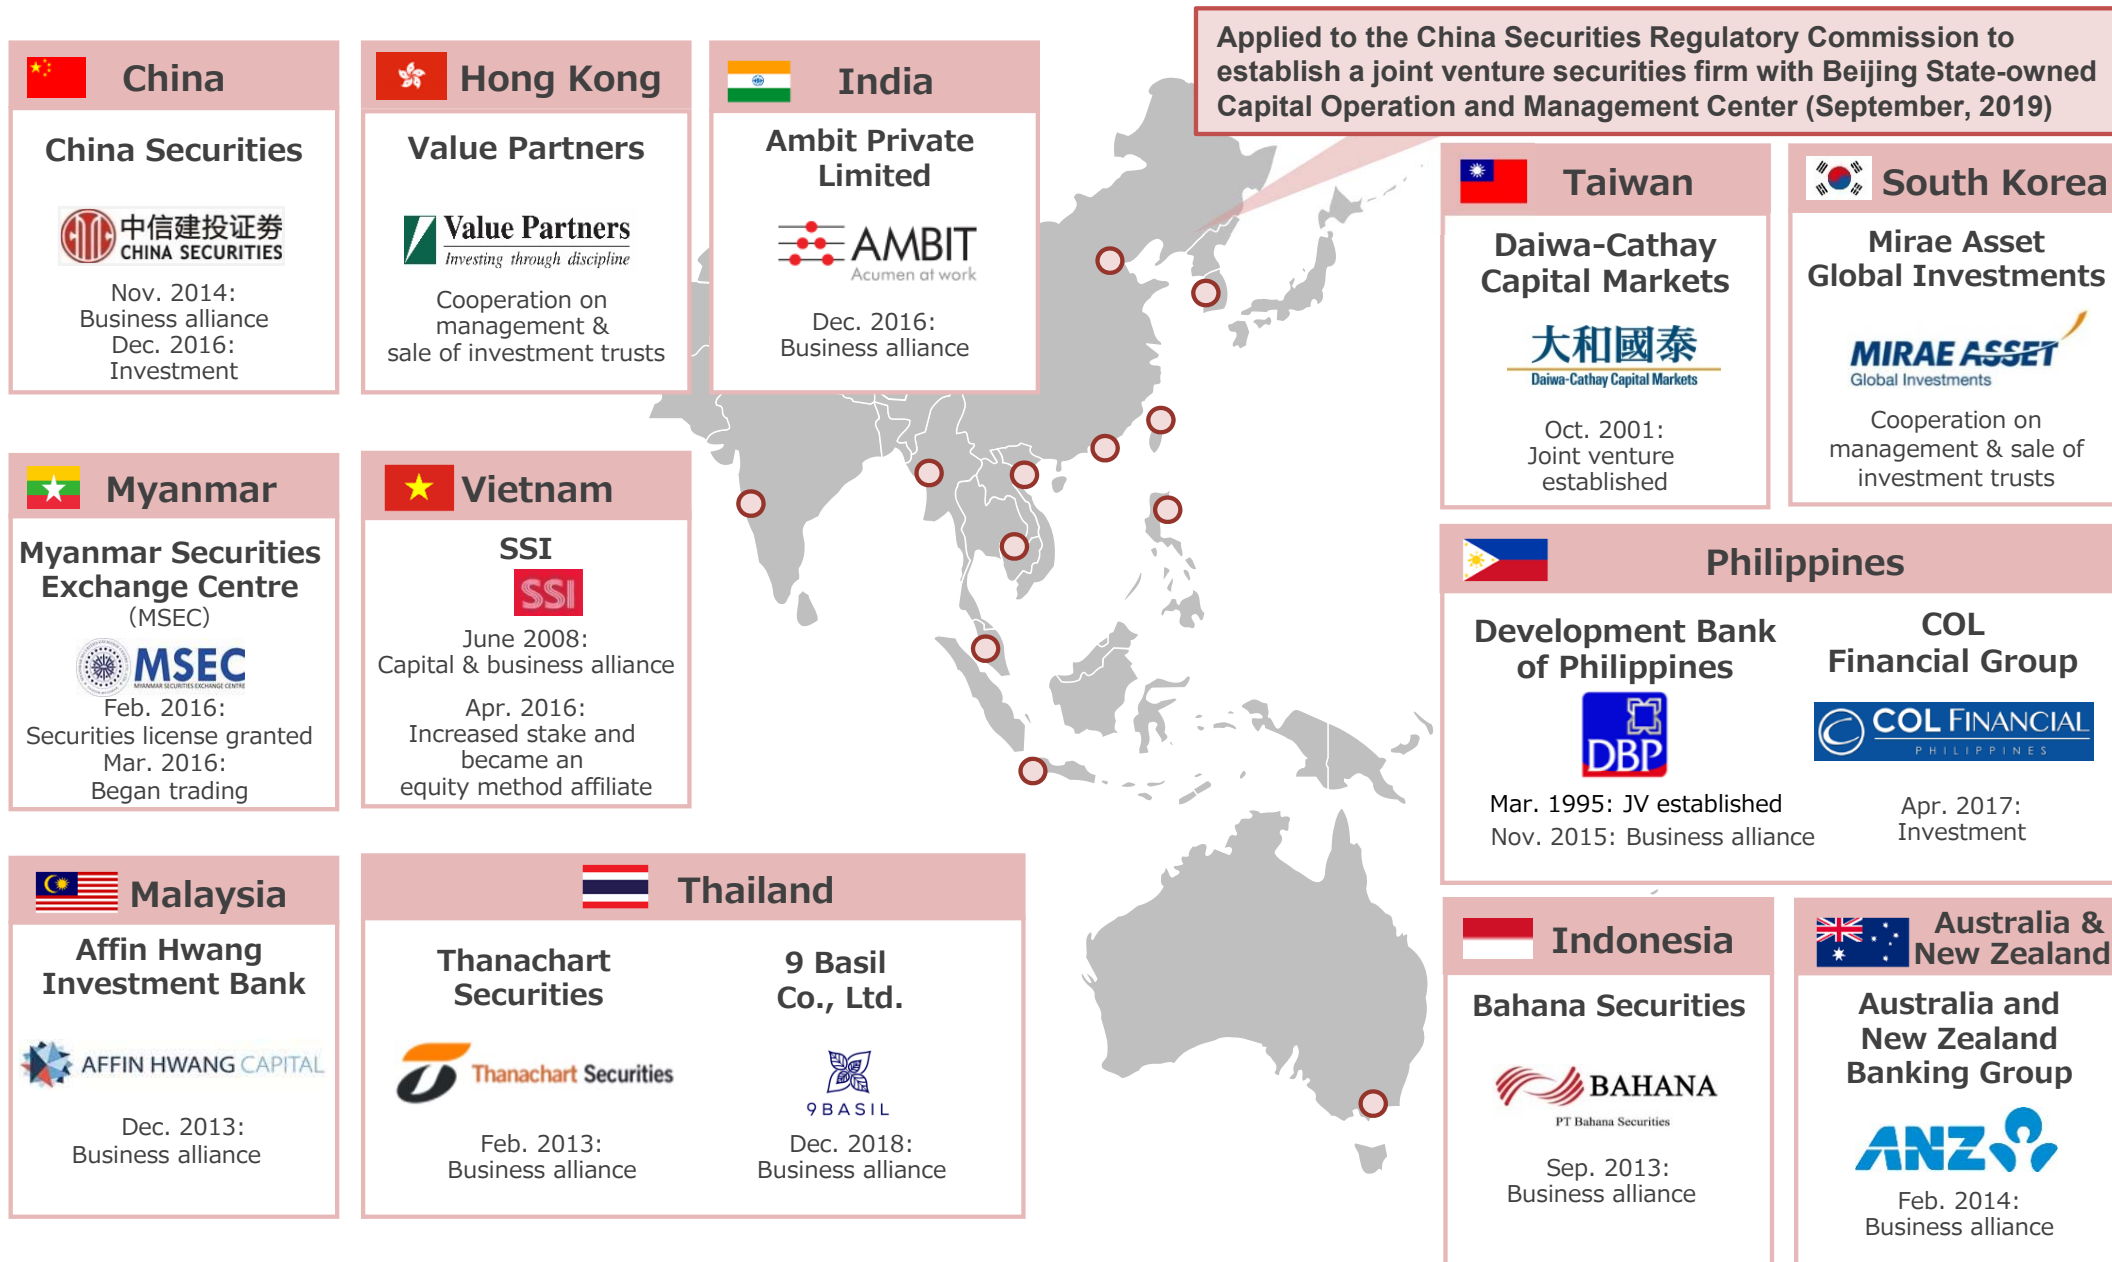 Applied to the China Securities Regulatory Commission to
establish a joint venture securities firm with Beijing State-owned
Capital Operation and Management Center (September, 2019)
China
China Securities
中信建投证券
CHINA SECURITIES
Nov. 2014:
Business alliance
Dec. 2016:
Investment
Hong Kong
Value Partners
Value Partners
Investing through discipline
Cooperation on
management &
sale of investment trusts
India
Ambit Private
Limited
AMBIT
Acumen at work
Dec. 2016:
Business alliance
Taiwan
Daiwa-Cathay
Capital Markets
大和國泰
Daiwa-Cathay Capital Markets
Oct. 2001:
Joint venture
established
South Korea
Mirae Asset
Global Investments
MIRAE ASSET
Global Investments
Cooperation on
management & sale of
investment trusts
Myanmar
Myanmar Securities
Exchange Centre
(MSEC)
MSEC
MYANMAR SECURITIES EXCHANGE CENTRE
Feb. 2016:
Securities license granted
Mar. 2016:
Began trading
Vietnam
SSI
SSI
June 2008:
Capital & business alliance
Apr. 2016:
Increased stake and
became an
equity method affiliate
Philippines
Development Bank
of Philippines
DBP
Mar. 1995: JV established
Nov. 2015: Business alliance
COL
Financial Group
COL FINANCIAL
PHILIPPINES
Apr. 2017:
Investment
Malaysia
Affin Hwang
Investment Bank
AFFIN HWANG CAPITAL
Dec. 2013:
Business alliance
Thailand
Thanachart
Securities
Thanachart Securities
Feb. 2013:
Business alliance
9 Basil
Co., Ltd.
9BASIL
Dec. 2018:
Business alliance
Indonesia
Bahana Securities
BAHANA
PT Bahana Securities
Sep. 2013:
Business alliance
Australia &
New Zealand
Australia and
New Zealand
Banking Group
ANZ
Feb. 2014:
Business alliance